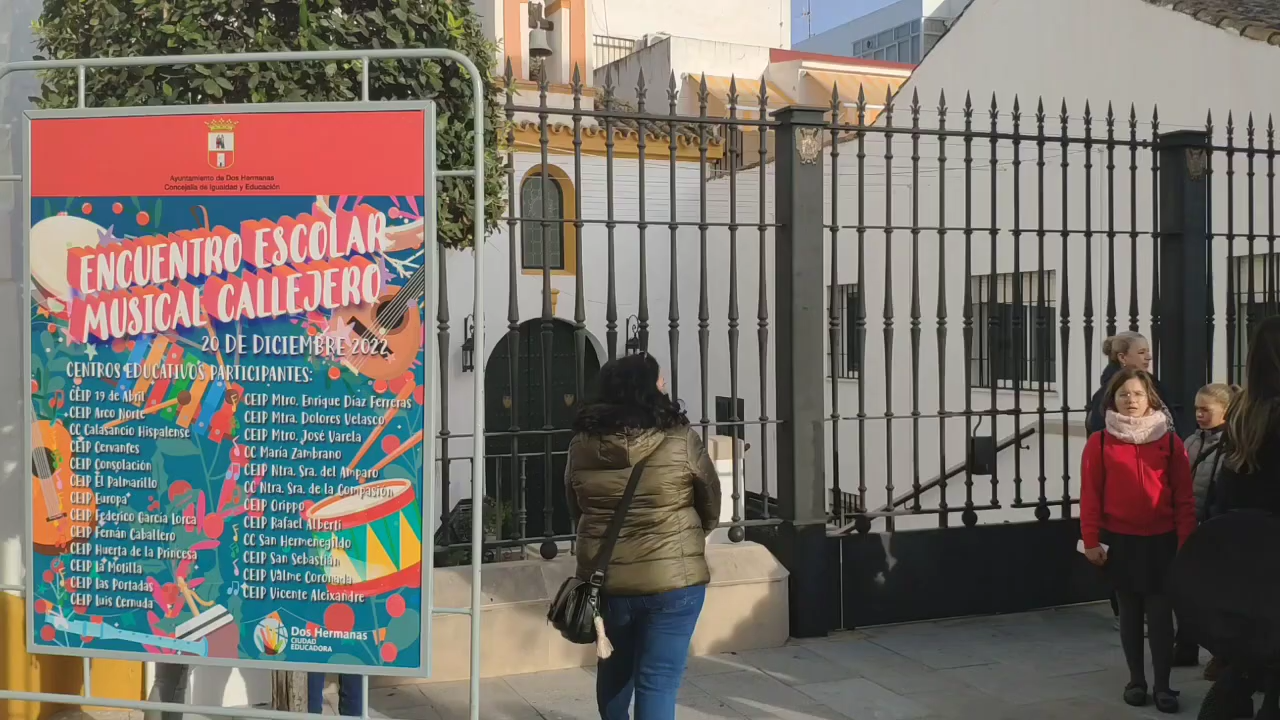 Ayuntamiento de Dos Hermanas
Concejalía de Igualdad y Educación
ENCUENTRO ESCOLAR
MUSICAL CALLEJERO
20 DE DICIEMBRE 2022
CENTROS EDUCATIVOS PARTICIPANTES:
CEIP 19 de Abril
CEIP Arco Norte
CC Calasancio Hispalense
CEIP Cervantes
CEIP Consolación
CEIP El Palmarillo
CEIP Europa
CEIP Federico García Lorca
CEIP Fernán Caballero
CEIP Huerta de la Princesa
CEIP la Motilla
CEIP las Portadas
CEIP Luis Cernuda
CEIP Mtro. Enrique Díaz Ferreras
CEIP Mtra. Dolores Velasco
CEIP Mtro. José Varela
CC María Zambrano
CEIP Ntra. Sra. del Amparo
CC Ntra. Sra. de la Compasión
CEIP Orippo
CEIP Rafael Alberti
CC San Hermenegildo
CEIP San Sebastián
CEIP Valme Coronada
CEIP Vicente Aleixandre
Dos Hermanas
CIUDAD
EDUCADORA